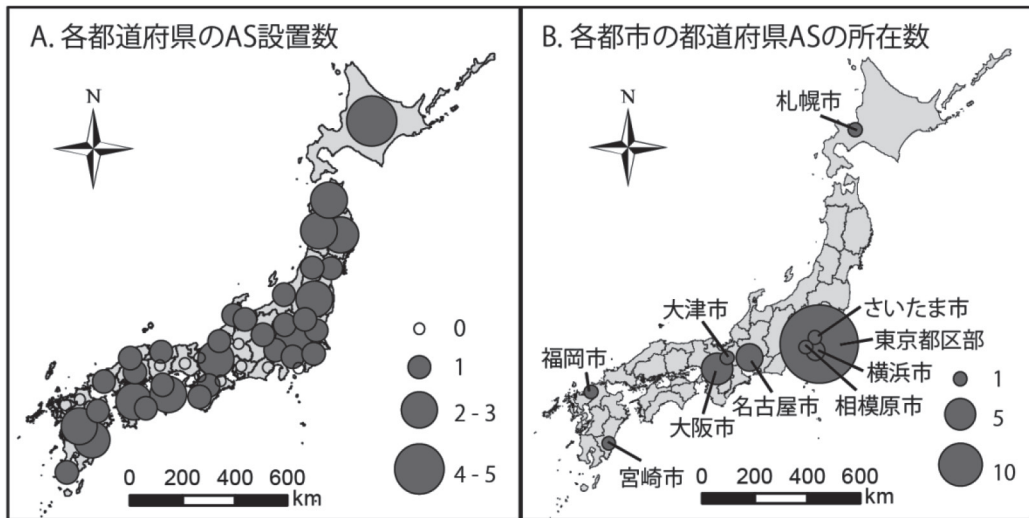 A. 各都道府県のAS設置数
N
0
1
2 - 3
4 - 5
0 200 400 600
km
B. 各都市の都道府県ASの所在数
N
札幌市
さいたま市
大津市
東京都区部
福岡市
横浜市
名古屋市
相模原市
大阪市
宮崎市
1
5
10
0 200 400 600
km